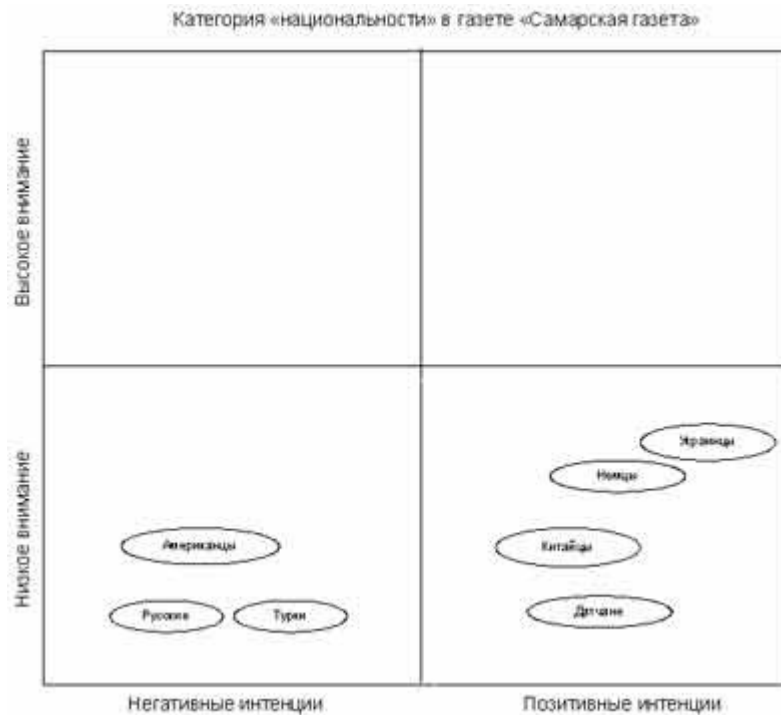 Категория «национальности» в газете «Самарская газета»
Высокое внимание
Низкое внимание
Украинцы
Немцы
Американцы
Китайцы
Русские
Турки
Датчане
Негативные интенции
Позитивные интенции